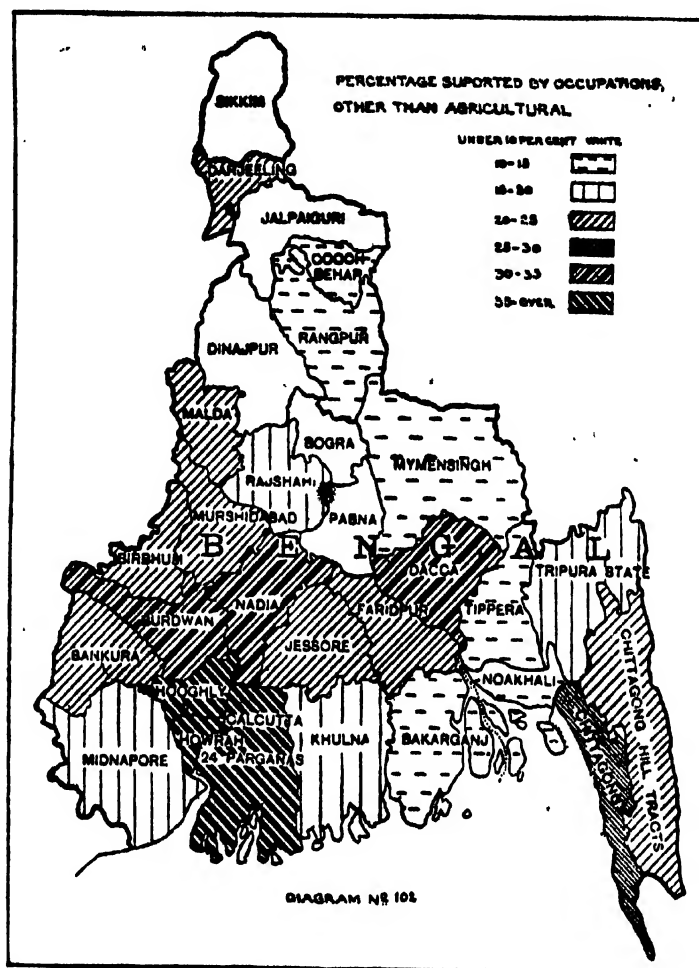 PERCENTAGE SUPORTED BY OCCUPATIONS,
OTHER THAN AGRICULTURAL
UNDER 10 PER CENT WHITE
10-15
15-20
20-25
25-30
30-35
35-OVER
SIKKIM
DARJEELING
JALPAIGURI
COOCH
BEHAR
RANGPUR
DINAJPUR
MALDA
BOGRA
MYMENSINGH
RAJSHAHI
PABNA
MURSHIDABAD
BENGAL
BIRBHUM
DACCA
TRIPURA STATE
NADIA
FARIDPUR
TIPPERA
BURDWAN
JESSORE
BANKURA
NOAKHALI
CHITTAGONG HILL TRACTS
HOOGHLY
CALCUTTA
HOWRAH
24 PARGARAS
KHULNA
BAKARGANJ
CHITTAGONG
MIDNAPORE
DIAGRAM NO 102